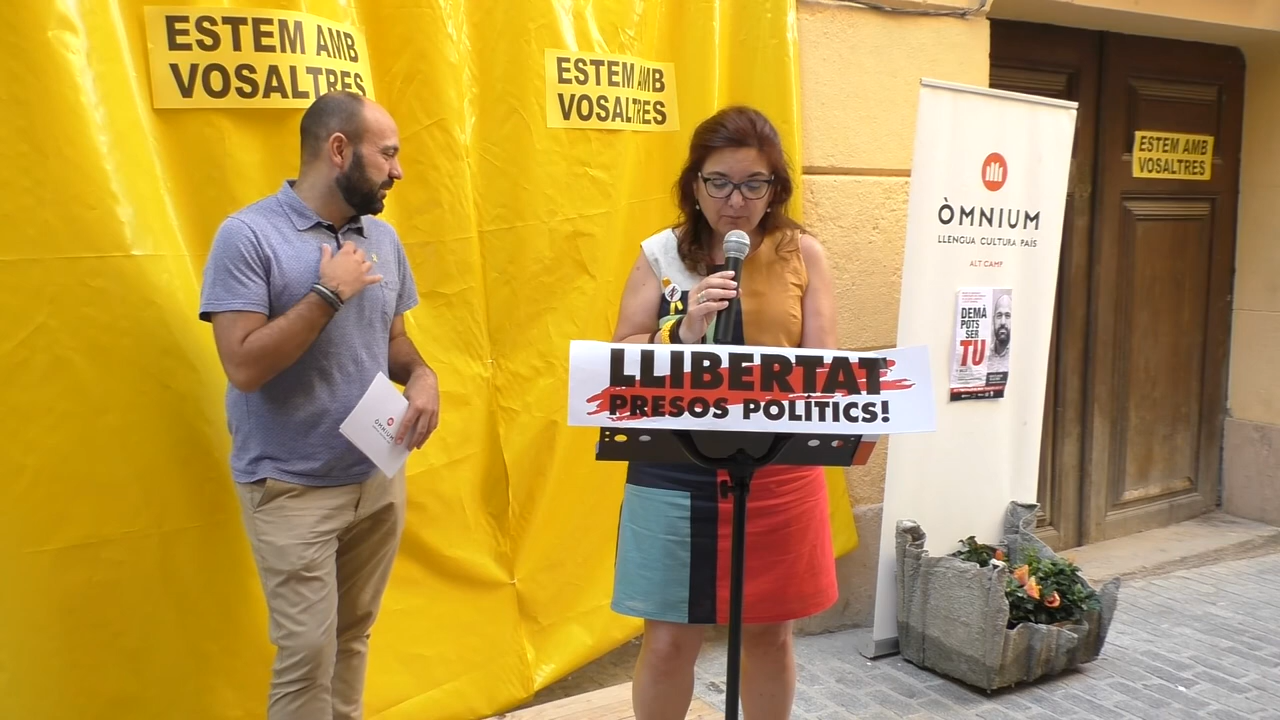 ESTEM AMB
VOSALTRES
ESTEM AMB
VOSALTRES
ESTEM AMB
VOSALTRES
ÒMNIUM
LLENGUA CULTURA PAÍS
ALT CAMP
DEMÀ
POTS
SER
TU
LLIBERTAT
PRESOS POLÍTICS!
ÒMNIUM